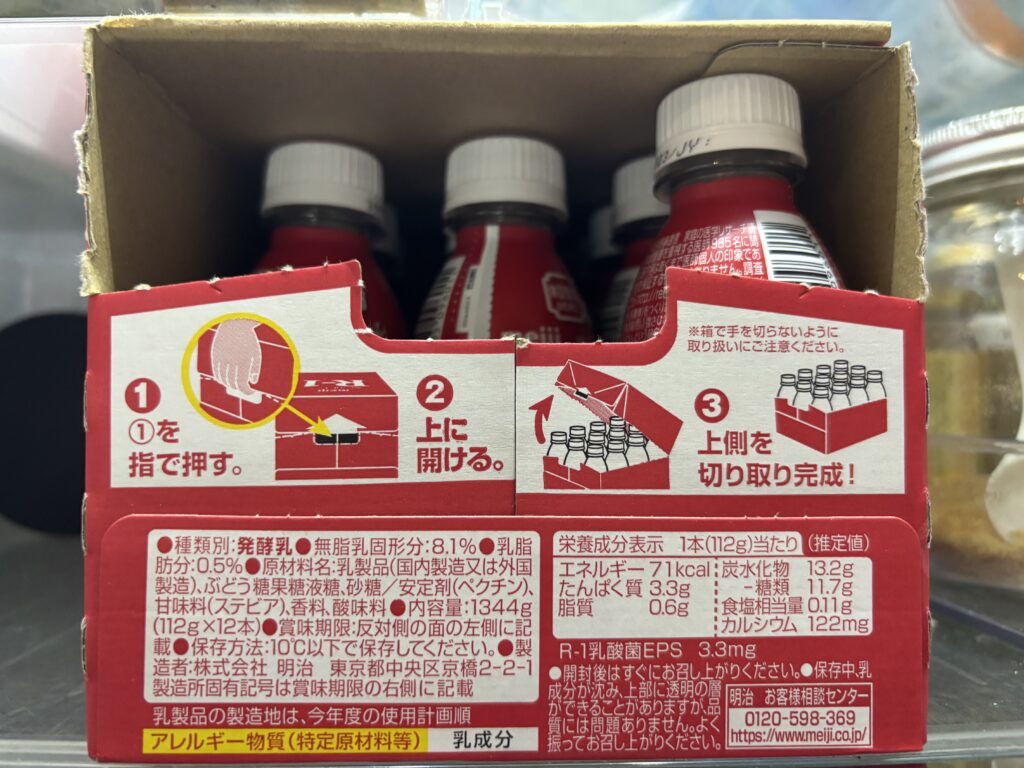 985名に関
個人の印象であ
meiji
※箱で手を切らないように
取り扱いにご注意ください。
1
①を
指で押す。
R-1
2
上に
開ける。
3
上側を
切り取り完成!
●種類別:発酵乳●無脂乳固形分:8.1%●乳脂
肪分:0.5%●原材料名:乳製品(国内製造又は外国
製造)、ぶどう糖果糖液糖、砂糖/安定剤(ペクチン)、
甘味料(ステビア)、香料、酸味料●内容量:1344g
(112g×12本)●賞味期限:反対側の面の左側に記
載●保存方法:10℃以下で保存してください。●製
造者:株式会社 明治 東京都中央区京橋2-2-1
製造所固有記号は賞味期限の右側に記載
乳製品の製造地は、今年度の使用計画順
アレルギー物質(特定原材料等) 乳成分
栄養成分表示 1本(112g)当たり (推定値)
エネルギー 71kcal 炭水化物 13.2g
たんぱく質 3.3g -糖類 11.7g
脂質 0.6g 食塩相当量 0.11g
カルシウム 122mg
R-1乳酸菌EPS 3.3mg
●開封後はすぐにお召し上がりください。●保存中、乳
成分が沈み、上部に透明の層
ができることがありますが、品
質には問題ありません。よく
振ってお召し上がりください。
明治 お客様相談センター
0120-598-369
https://www.meiji.co.jp/